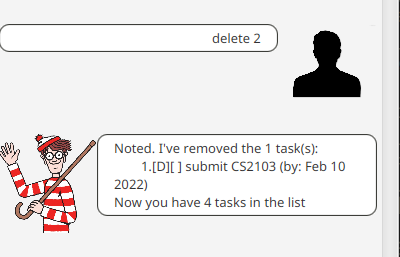 delete 2
Noted. I've removed the 1 task(s):
1.[D][ ] submit CS2103 (by: Feb 10
2022)
Now you have 4 tasks in the list